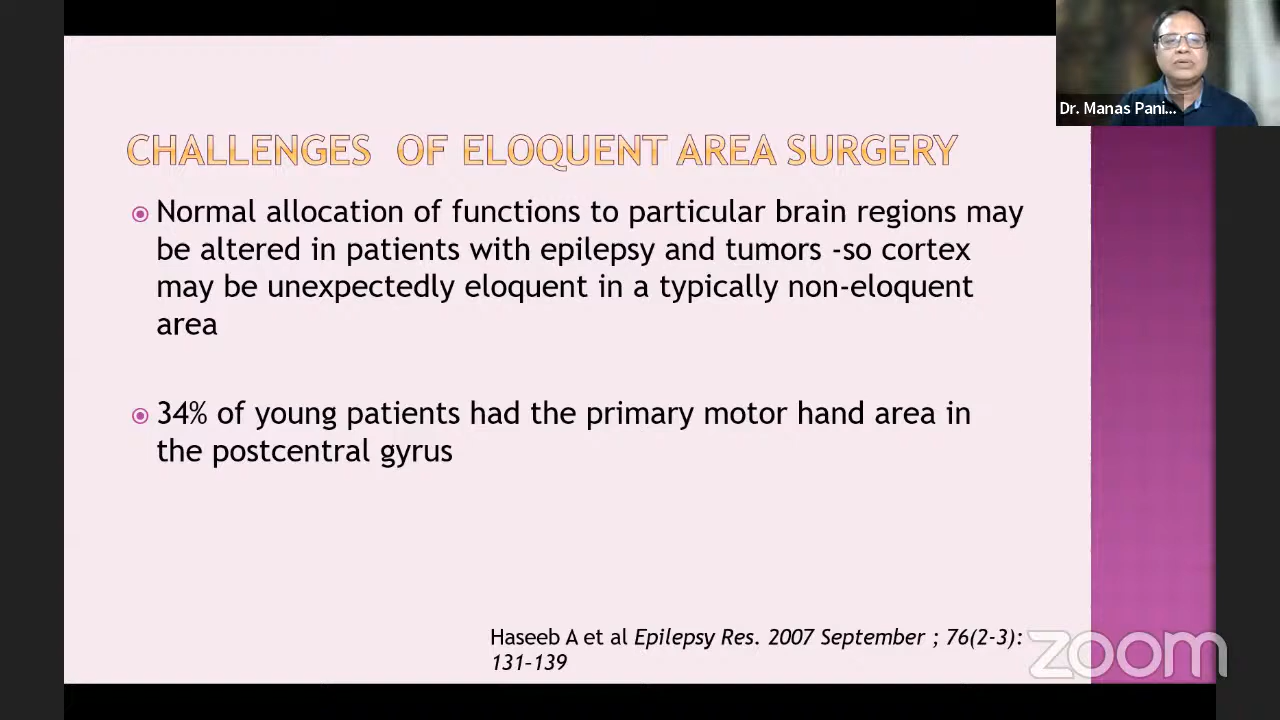 Dr. Manas Pani...
CHALLENGES OF ELOQUENT AREA SURGERY
Normal allocation of functions to particular brain regions may
be altered in patients with epilepsy and tumors -so cortex
may be unexpectedly eloquent in a typically non-eloquent
area
34% of young patients had the primary motor hand area in
the postcentral gyrus
Haseeb A et al Epilepsy Res. 2007 September ; 76(2-3):
131–139
zoom